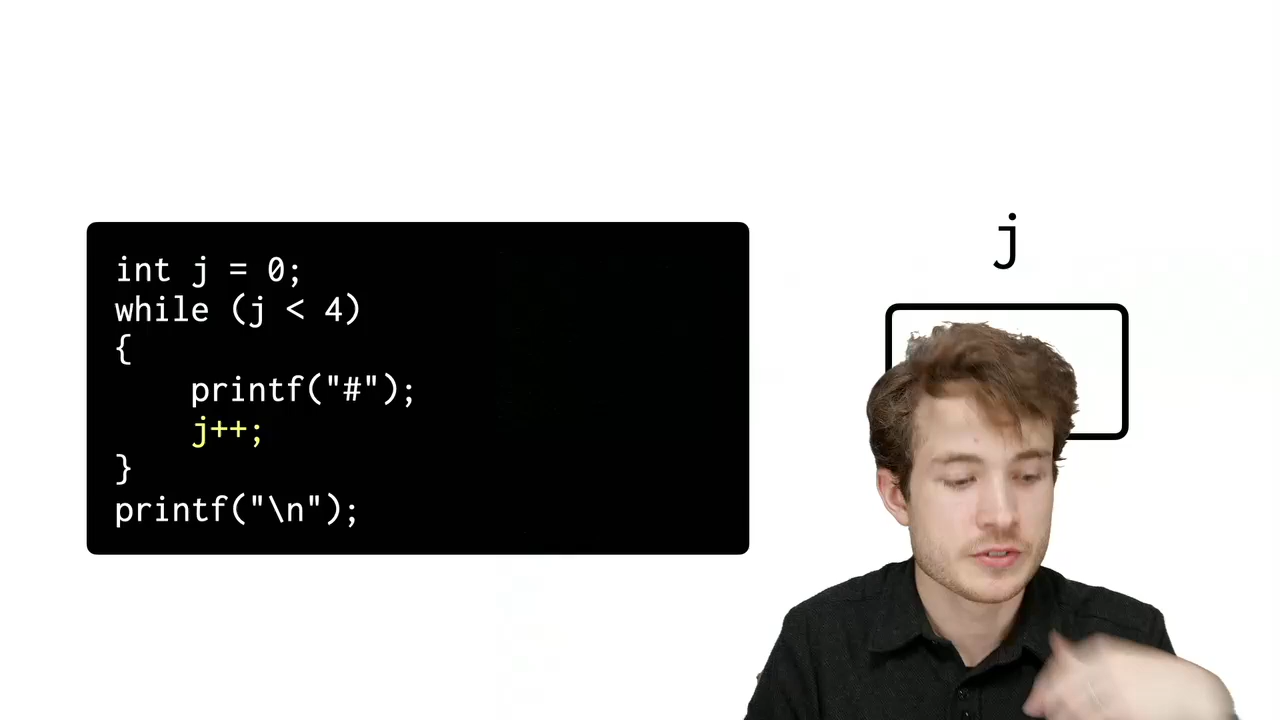 int j = 0;
while (j < 4)
{
    printf("#");
    j++;
}
printf("\n");
j